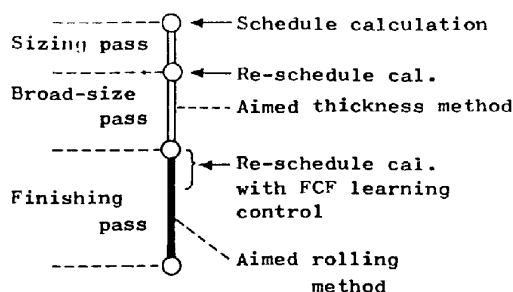 Sizing pass
Schedule calculation
Re-schedule cal.
Broad-size
pass
Aimed thickness method
Re-schedule cal.
with FCF learning
control
Finishing
pass
Aimed rolling
method